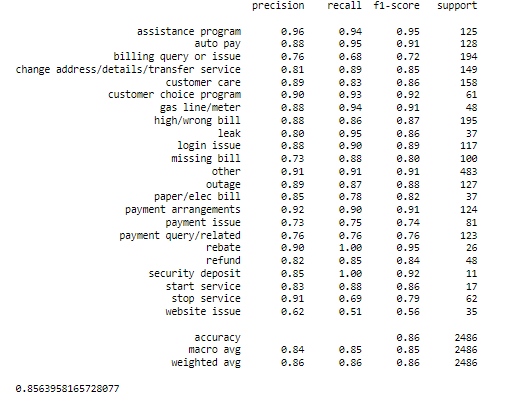 precision recall f1-score support
assistance program 0.96 0.94 0.95 125
auto pay 0.88 0.95 0.91 128
billing query or issue 0.76 0.68 0.72 194
change address/details/transfer service 0.81 0.89 0.85 149
customer care 0.89 0.83 0.86 158
customer choice program 0.90 0.93 0.92 61
gas line/meter 0.88 0.94 0.91 48
high/wrong bill 0.88 0.86 0.87 195
leak 0.80 0.95 0.86 37
login issue 0.88 0.90 0.89 117
missing bill 0.73 0.88 0.80 100
other 0.91 0.91 0.91 483
outage 0.89 0.87 0.88 127
paper/elec bill 0.85 0.78 0.82 37
payment arrangements 0.92 0.90 0.91 124
payment issue 0.73 0.75 0.74 81
payment query/related 0.76 0.76 0.76 123
rebate 0.90 1.00 0.95 26
refund 0.82 0.85 0.84 48
security deposit 0.85 1.00 0.92 11
start service 0.83 0.88 0.86 17
stop service 0.91 0.69 0.79 62
website issue 0.62 0.51 0.56 35
accuracy 0.86 2486
macro avg 0.84 0.85 0.85 2486
weighted avg 0.86 0.86 0.86 2486
0.8563958165728077